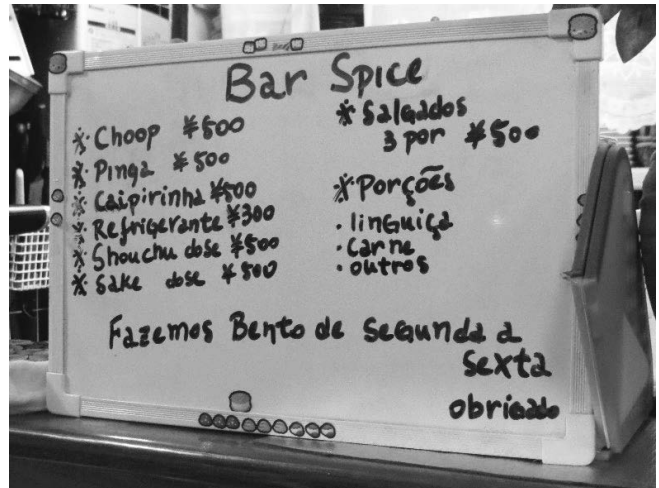 Bar Spice
※ Choop ¥500
※ Pinga ¥500
※ Caipirinha ¥500
※ Refrigerante ¥300
※ Shouchu dose ¥500
※ Sake dose ¥500
※ Salgados
3 por ¥500
※ Porções
· linguiça
· carne
· outros
Fazemos Bento de segunda a
sexta
obrigado